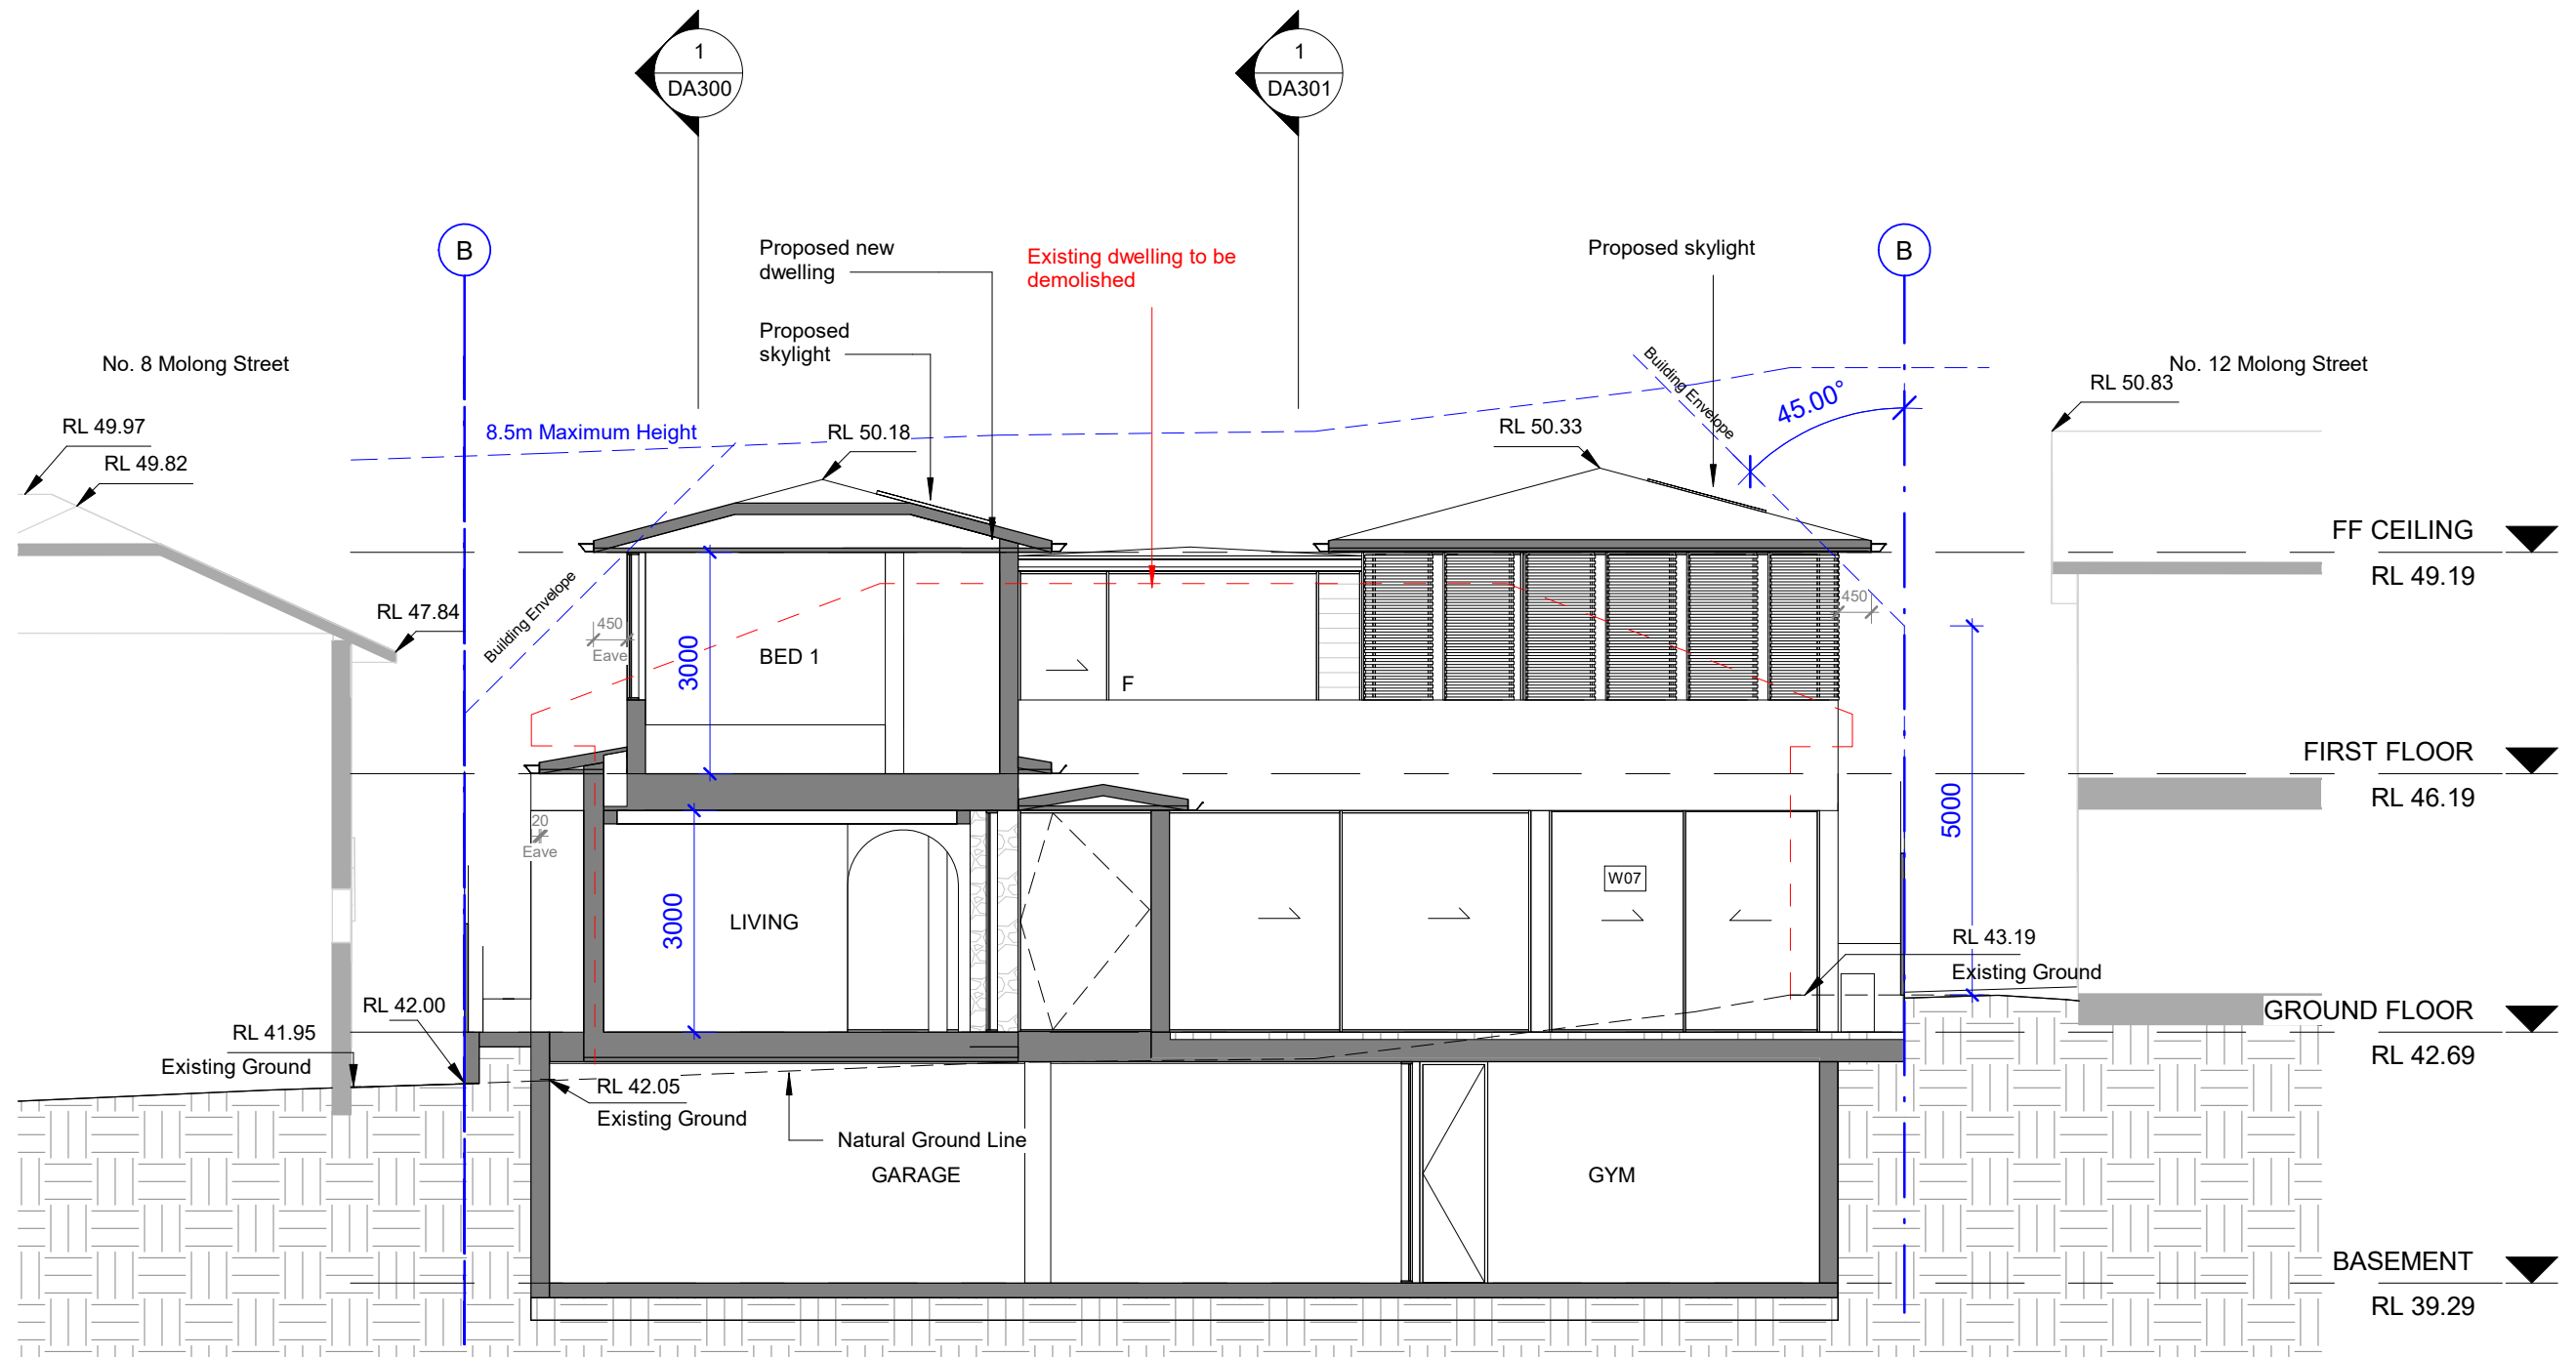 1
DA300
1
DA301
B
B
Proposed new
dwelling
Existing dwelling to be
demolished
Proposed skylight
Proposed
skylight
No. 8 Molong Street
No. 12 Molong Street
Building Envelope
RL 50.83
45.00°
RL 49.97
8.5m Maximum Height
RL 50.18
RL 50.33
RL 49.82
FF CEILING
RL 49.19
RL 47.84
Building Envelope
450
Eave
450
3000
BED 1
F
FIRST FLOOR
RL 46.19
5000
20
Eave
W07
3000
LIVING
RL 43.19
Existing Ground
RL 42.00
GROUND FLOOR
RL 42.69
RL 41.95
Existing Ground
RL 42.05
Existing Ground
Natural Ground Line
GARAGE
GYM
BASEMENT
RL 39.29